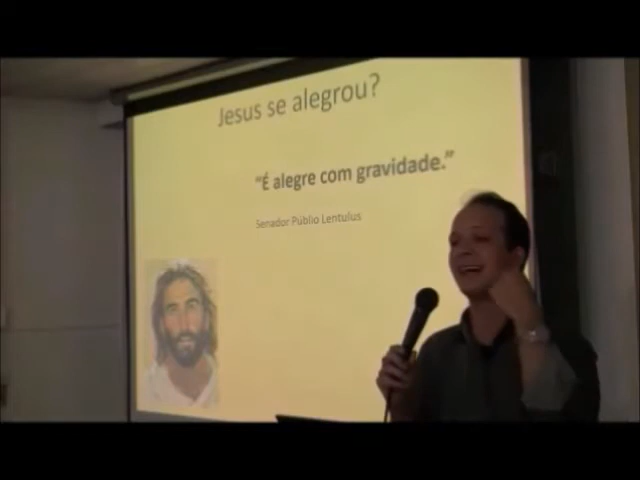 Jesus se alegrou?
“É alegre com gravidade.”
Senador Públio Lentulus